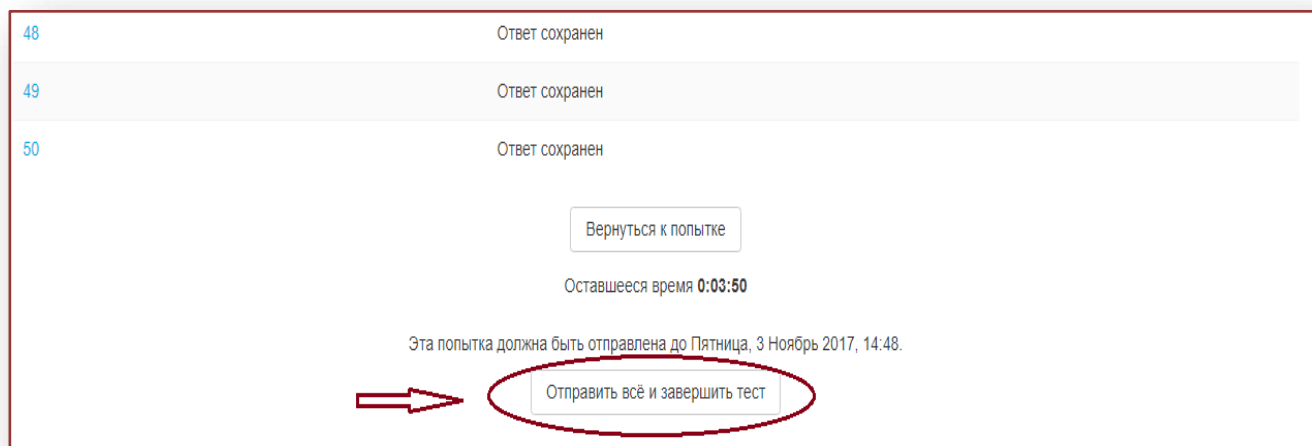 48 Ответ сохранен
49 Ответ сохранен
50 Ответ сохранен
Вернуться к попытке
Оставшееся время 0:03:50
Эта попытка должна быть отправлена до Пятница, 3 Ноябрь 2017, 14:48.
Отправить всё и завершить тест